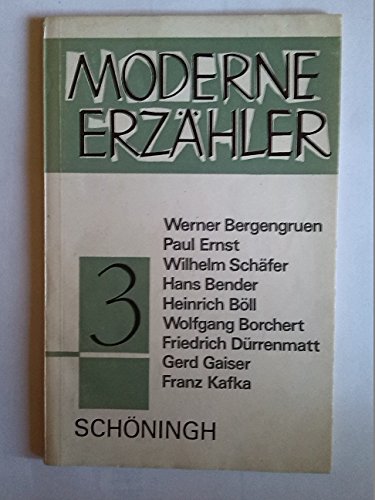 MODERNE
ERZÄHLER
Werner Bergengruen
Paul Ernst
Wilhelm Schäfer
Hans Bender
Heinrich Böll
Wolfgang Borchert
Friedrich Dürrenmatt
Gerd Gaiser
Franz Kafka
3
SCHÖNINGH